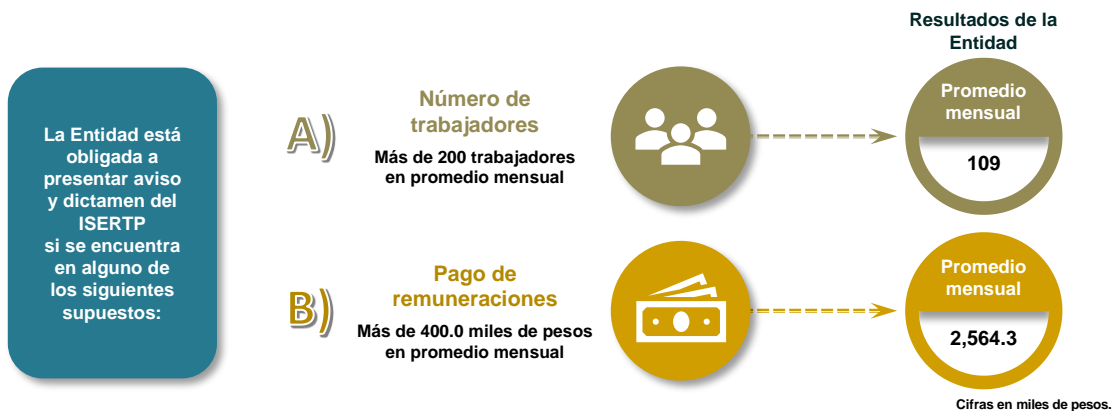 La Entidad está
obligada a
presentar aviso
y dictamen del
ISERTP
si se encuentra
en alguno de
los siguientes
supuestos:
A)
Número de
trabajadores
Más de 200 trabajadores
en promedio mensual
Resultados de la
Entidad
Promedio
mensual
109
B)
Pago de
remuneraciones
Más de 400.0 miles de pesos
en promedio mensual
Promedio
mensual
2,564.3
Cifras en miles de pesos.